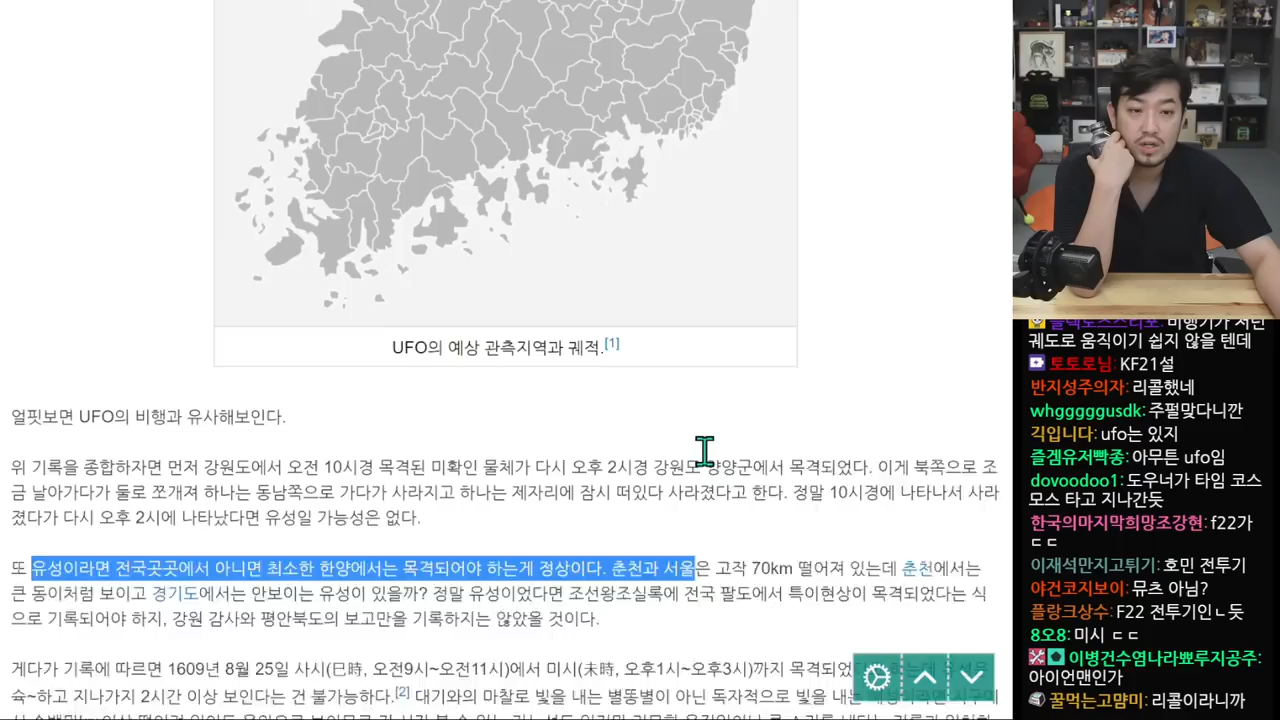 UFO의 예상 관측지역과 궤적.[1]
얼핏보면 UFO의 비행과 유사해보인다.
위 기록을 종합하자면 먼저 강원도에서 오전 10시경 목격된 미확인 물체가 다시 오후 2시경 강원도 양양군에서 목격되었다. 이게 북쪽으로 조
금 날아가다가 둘로 쪼개져 하나는 동남쪽으로 가다가 사라지고 하나는 제자리에 잠시 떠있다 사라졌다고 한다. 정말 10시경에 나타나서 사라
졌다가 다시 오후 2시에 나타났다면 유성일 가능성은 없다.
또 유성이라면 전국곳곳에서 아니면 최소한 한양에서는 목격되어야 하는게 정상이다. 춘천과 서울은 고작 70km 떨어져 있는데 춘천에서는
큰 동이처럼 보이고 경기도에서는 안보이는 유성이 있을까? 정말 유성이었다면 조선왕조실록에 전국 팔도에서 특이현상이 목격되었다는 식
으로 기록되어야 하지, 강원 감사와 평안북도의 보고만을 기록하지는 않았을 것이다.
게다가 기록에 따르면 1609년 8월 25일 사시(巳時, 오전9시~오전11시)에서 미시(未時, 오후1시~오후3시)까지 목격되었
슉~하고 지나가지 2시간 이상 보인다는 건 불가능하다.[2] 대기와의 마찰로 빛을 내는 별똥별이 아닌 독자적으로 빛을 내는
비행기가 저런
궤도로 움직이기 쉽지 않을 텐데
토토로님: KF21설
반지성주의자: 리콜했네
whgggggusdk: 주펄맞다니깐
긱입니다: ufo는 있지
즐겜유저빡종: 아무튼 ufo임
dovoodoo1: 도우너가 타임 코스
모스 타고 지나간듯
한국의마지막희망조강현: f22가
ㄷㄷ
이재석만지고튀기: 호민 전투기
야건코지보이: 뮤츠 아님?
플랑크상수: F22 전투기인ㄴ듯
8오8: 미시 ㄷㄷ
이병건수염나라뾰루지공주:
아이언맨인가
꿀먹는고먐미: 리콜이라니까